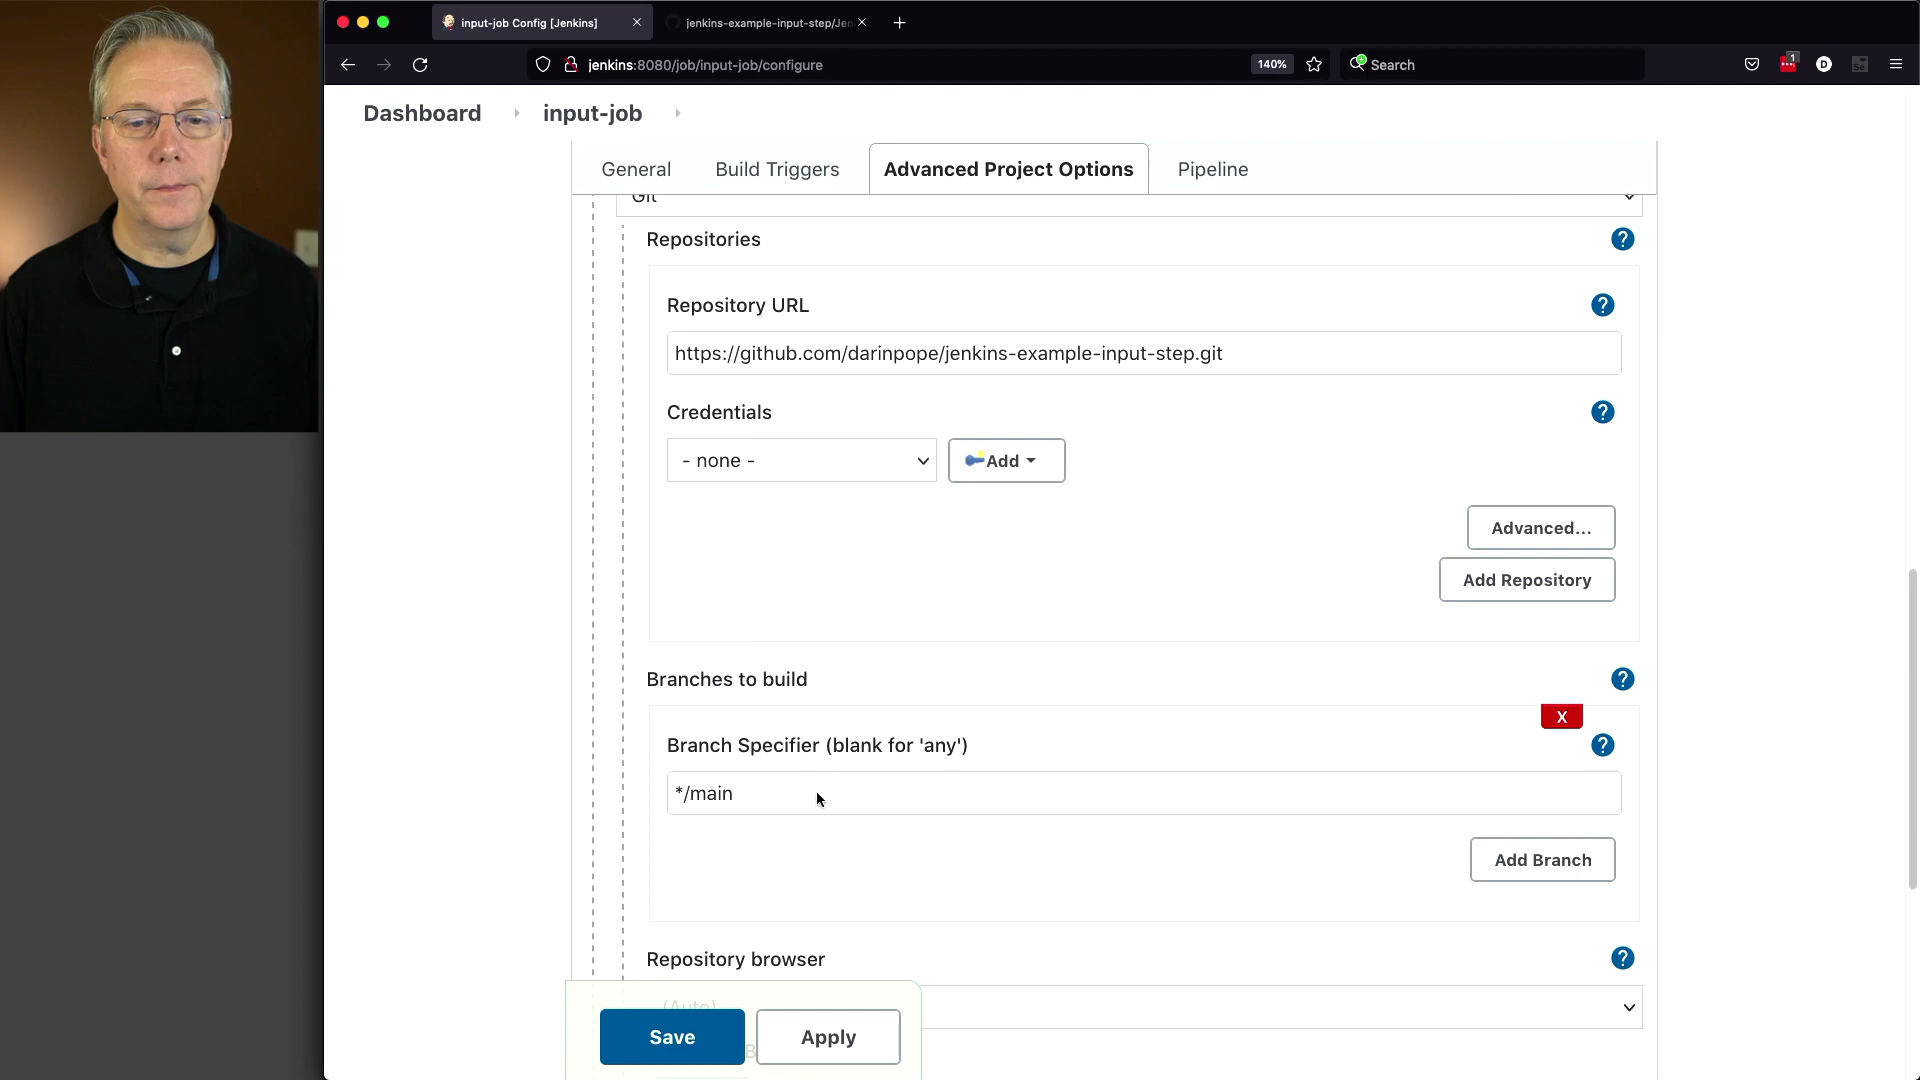 input-job Config [Jenkins]
jenkins-example-input-step/Jen
jenkins:8080/job/input-job/configure
140%
Search
1
D
Dashboard
input-job
General
Build Triggers
Advanced Project Options
Pipeline
Git
Repositories
?
Repository URL
?
https://github.com/darinpope/jenkins-example-input-step.git
Credentials
?
- none -
Add
Advanced...
Add Repository
Branches to build
?
X
Branch Specifier (blank for 'any')
?
*/main
Add Branch
Repository browser
?
(Auto)
Save
Apply